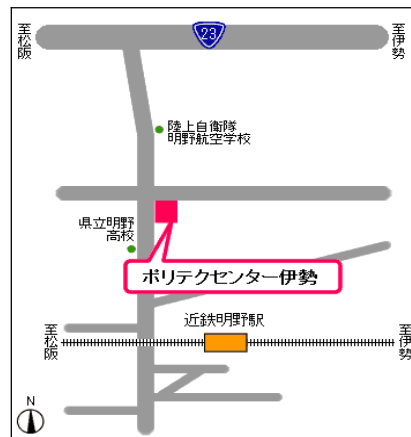 至松阪
23
至伊勢
陸上自衛隊
明野航空学校
県立明野
高校
ポリテクセンター伊勢
近鉄明野駅
至松阪
至伊勢
N